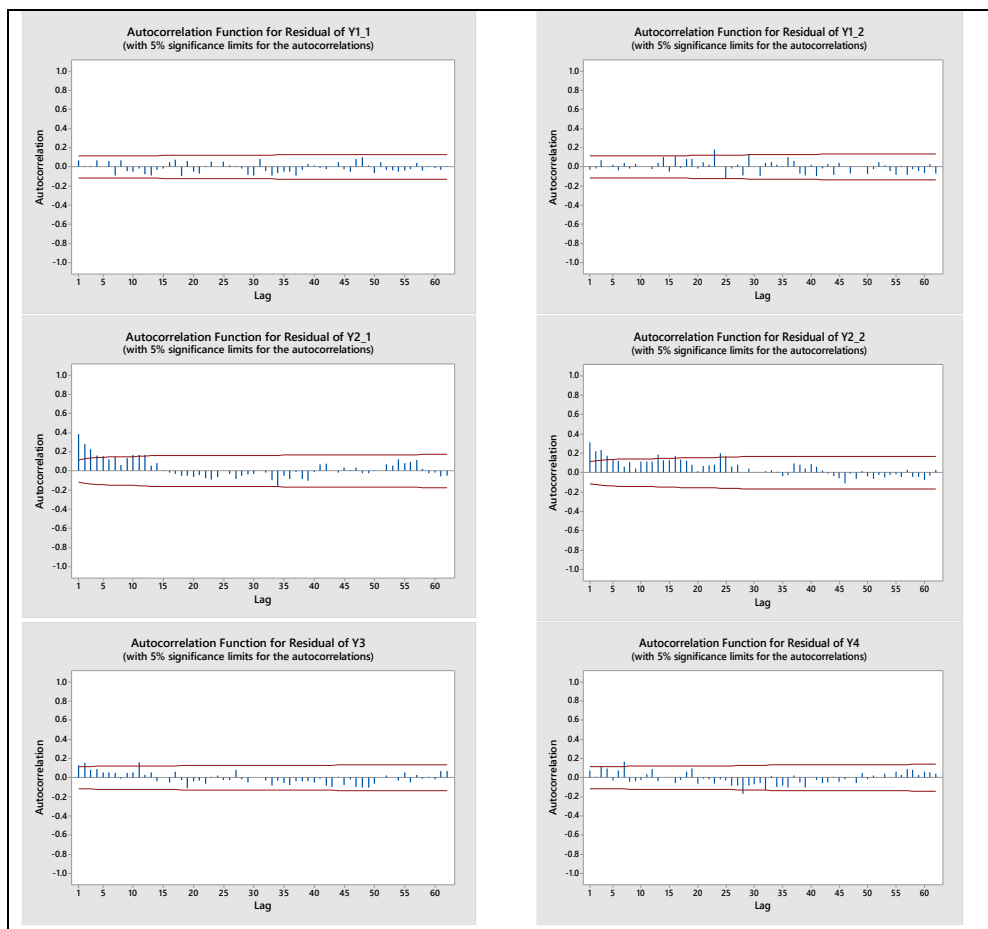 Autocorrelation Function for Residual of Y1_1
(with 5% significance limits for the autocorrelations)
1.0
0.8
0.6
0.4
0.2
0.0
-0.2
-0.4
-0.6
-0.8
-1.0
Autocorrelation
1 5 10 15 20 25 30 35 40 45 50 55 60
Lag
Autocorrelation Function for Residual of Y1_2
(with 5% significance limits for the autocorrelations)
1.0
0.8
0.6
0.4
0.2
0.0
-0.2
-0.4
-0.6
-0.8
-1.0
Autocorrelation
1 5 10 15 20 25 30 35 40 45 50 55 60
Lag
Autocorrelation Function for Residual of Y2_1
(with 5% significance limits for the autocorrelations)
1.0
0.8
0.6
0.4
0.2
0.0
-0.2
-0.4
-0.6
-0.8
-1.0
Autocorrelation
1 5 10 15 20 25 30 35 40 45 50 55 60
Lag
Autocorrelation Function for Residual of Y2_2
(with 5% significance limits for the autocorrelations)
1.0
0.8
0.6
0.4
0.2
0.0
-0.2
-0.4
-0.6
-0.8
-1.0
Autocorrelation
1 5 10 15 20 25 30 35 40 45 50 55 60
Lag
Autocorrelation Function for Residual of Y3
(with 5% significance limits for the autocorrelations)
1.0
0.8
0.6
0.4
0.2
0.0
-0.2
-0.4
-0.6
-0.8
-1.0
Autocorrelation
1 5 10 15 20 25 30 35 40 45 50 55 60
Lag
Autocorrelation Function for Residual of Y4
(with 5% significance limits for the autocorrelations)
1.0
0.8
0.6
0.4
0.2
0.0
-0.2
-0.4
-0.6
-0.8
-1.0
Autocorrelation
1 5 10 15 20 25 30 35 40 45 50 55 60
Lag